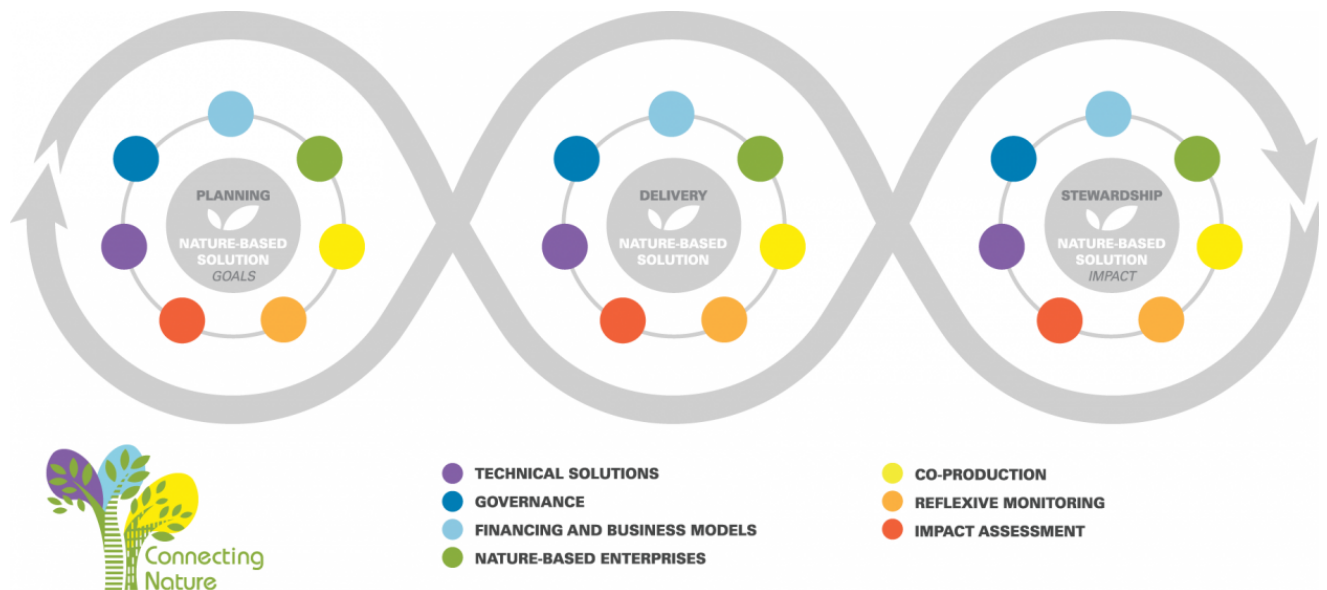 PLANNING
NATURE-BASED
SOLUTION
GOALS
DELIVERY
NATURE-BASED
SOLUTION
STEWARDSHIP
NATURE-BASED
SOLUTION
IMPACT
Connecting
Nature
TECHNICAL SOLUTIONS
GOVERNANCE
FINANCING AND BUSINESS MODELS
NATURE-BASED ENTERPRISES
CO-PRODUCTION
REFLEXIVE MONITORING
IMPACT ASSESSMENT